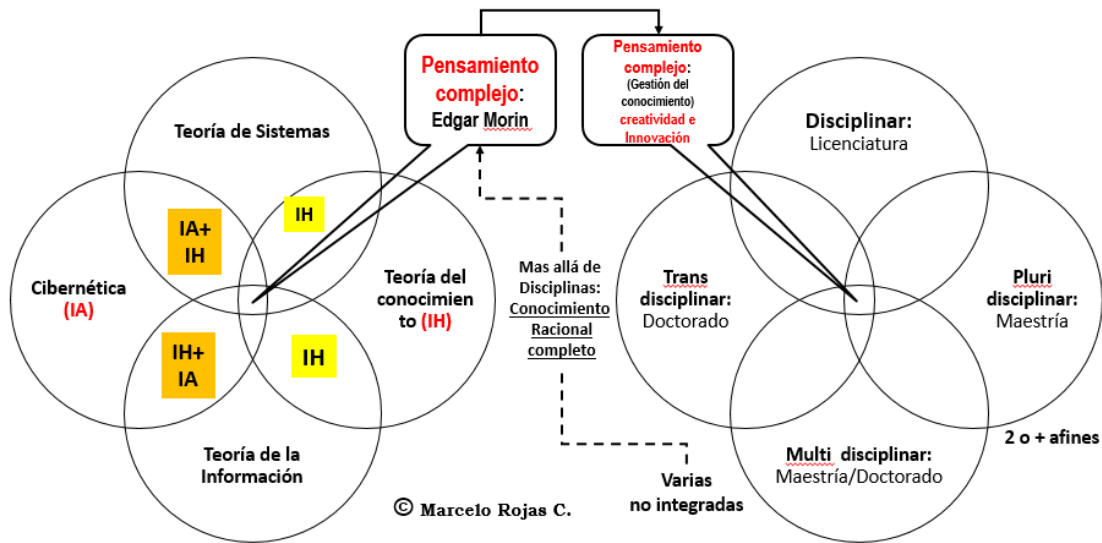 Pensamiento
complejo:
Edgar Morin
Pensamiento
complejo:
(Gestión del
conocimiento)
creatividad e
Innovación
Teoría de Sistemas
IH
IA+
IH
Cibernética
(IA)
Teoría del
conocimien
to (IH)
IH+
IA
IH
Teoría de la
Información
Mas allá de
Disciplinas:
Conocimiento
Racional
completo
Varias
no integradas
Disciplinar:
Licenciatura
Trans
disciplinar:
Doctorado
Pluri
disciplinar:
Maestría
2 o + afines
Multi disciplinar:
Maestría/Doctorado
© Marcelo Rojas C.